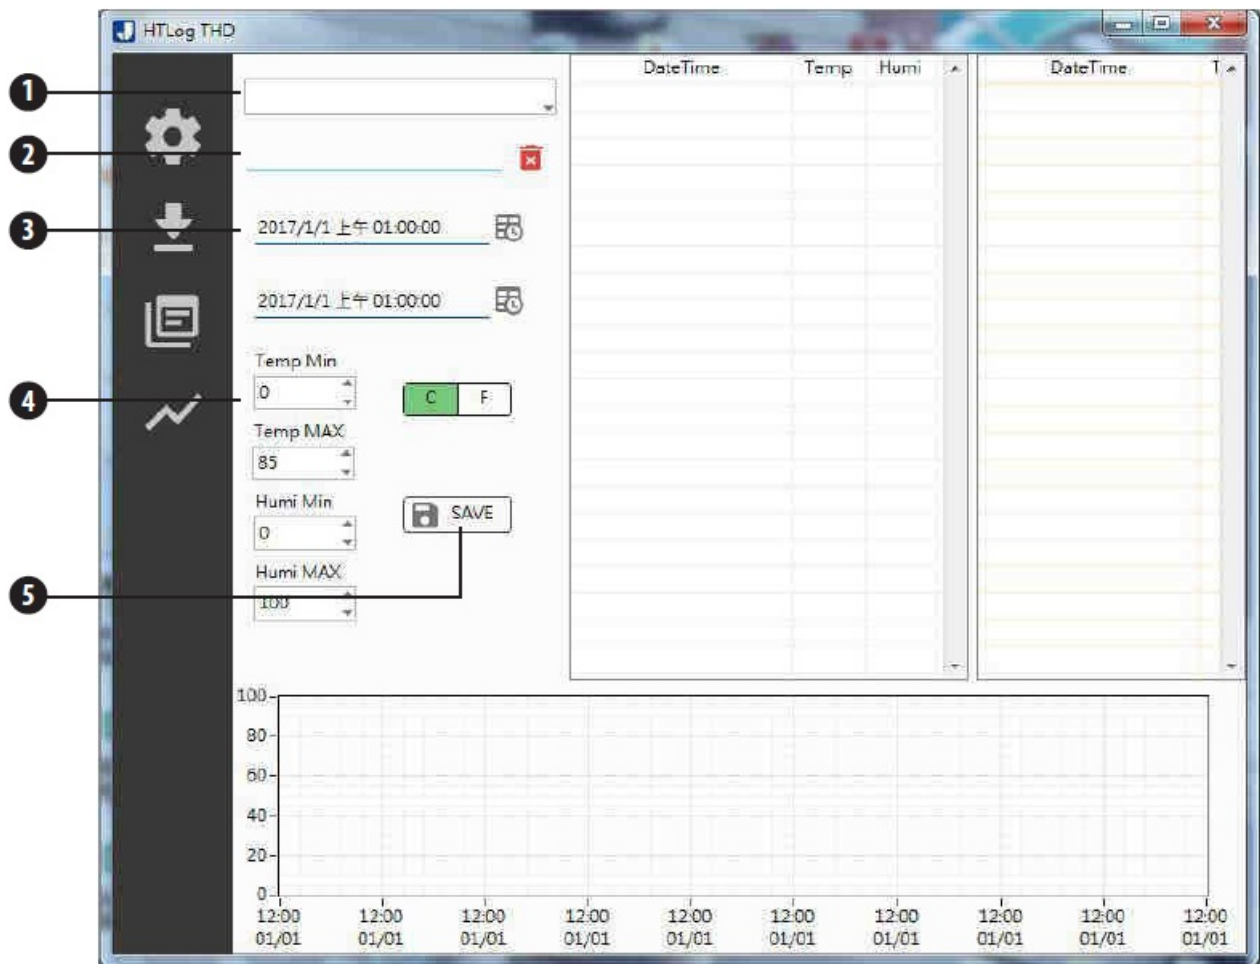 HTLog THD
1
2
3
4
5
2017/1/1 上午 01:00:00
2017/1/1 上午 01:00:00
Temp Min
0
C F
Temp MAX
85
Humi Min
0
SAVE
Humi MAX
100
DateTime Temp Humi
DateTime T
100
80
60
40
20
0
12:00 12:00 12:00 12:00 12:00 12:00 12:00 12:00 12:00 12:00
01/01 01/01 01/01 01/01 01/01 01/01 01/01 01/01 01/01 01/01